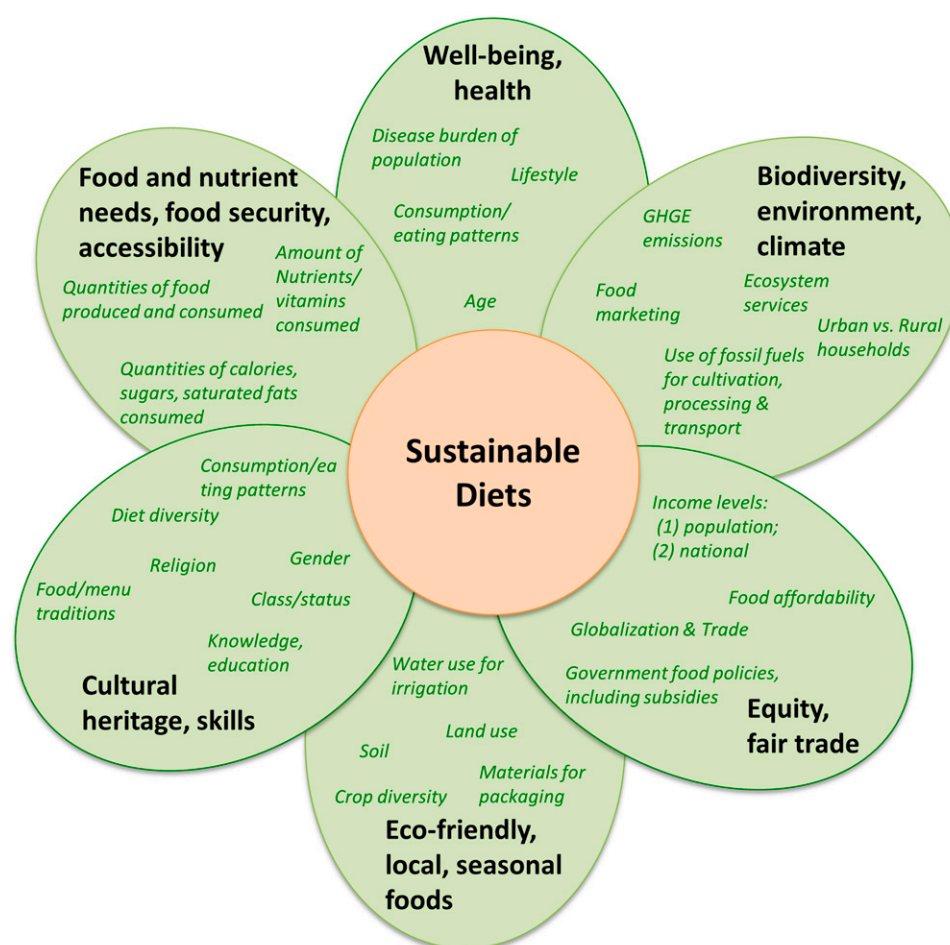 Well-being,
health
Disease burden of
population
Lifestyle
Consumption/
eating patterns
Age
Biodiversity,
environment,
climate
GHGE
emissions
Ecosystem
services
Food
marketing
Urban vs. Rural
households
Use of fossil fuels
for cultivation,
processing &
transport
Food and nutrient
needs, food security,
accessibility
Amount of
Nutrients/
vitamins
consumed
Quantities of food
produced and consumed
Quantities of calories,
sugars, saturated fats
consumed
Sustainable
Diets
Income levels:
(1) population;
(2) national
Food affordability
Globalization & Trade
Government food policies,
including subsidies
Equity,
fair trade
Consumption/ea
ting patterns
Diet diversity
Religion
Gender
Food/menu
traditions
Class/status
Knowledge,
education
Cultural
heritage, skills
Water use for
irrigation
Land use
Soil
Materials for
packaging
Crop diversity
Eco-friendly,
local, seasonal
foods